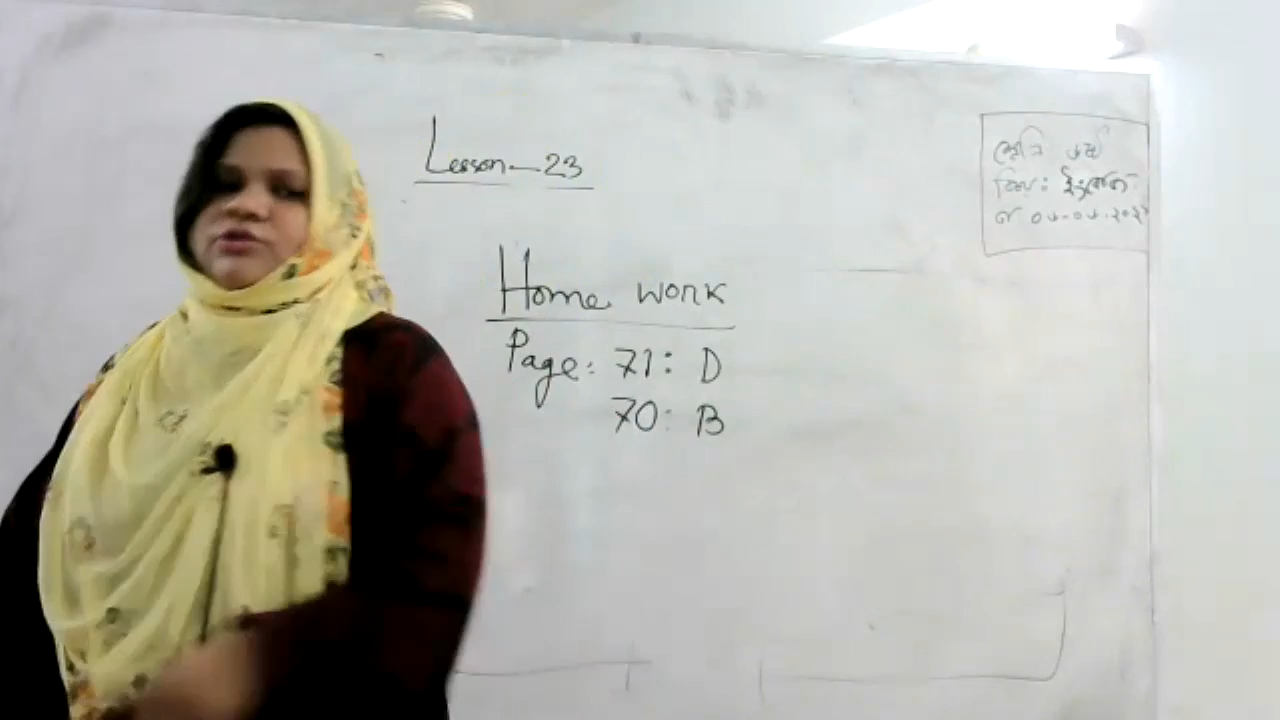 Lesson - 23
Home work
Page: 71: D
70: B
শ্রেণি ৬ষ্ঠ
বিষয়: ইংরেজি